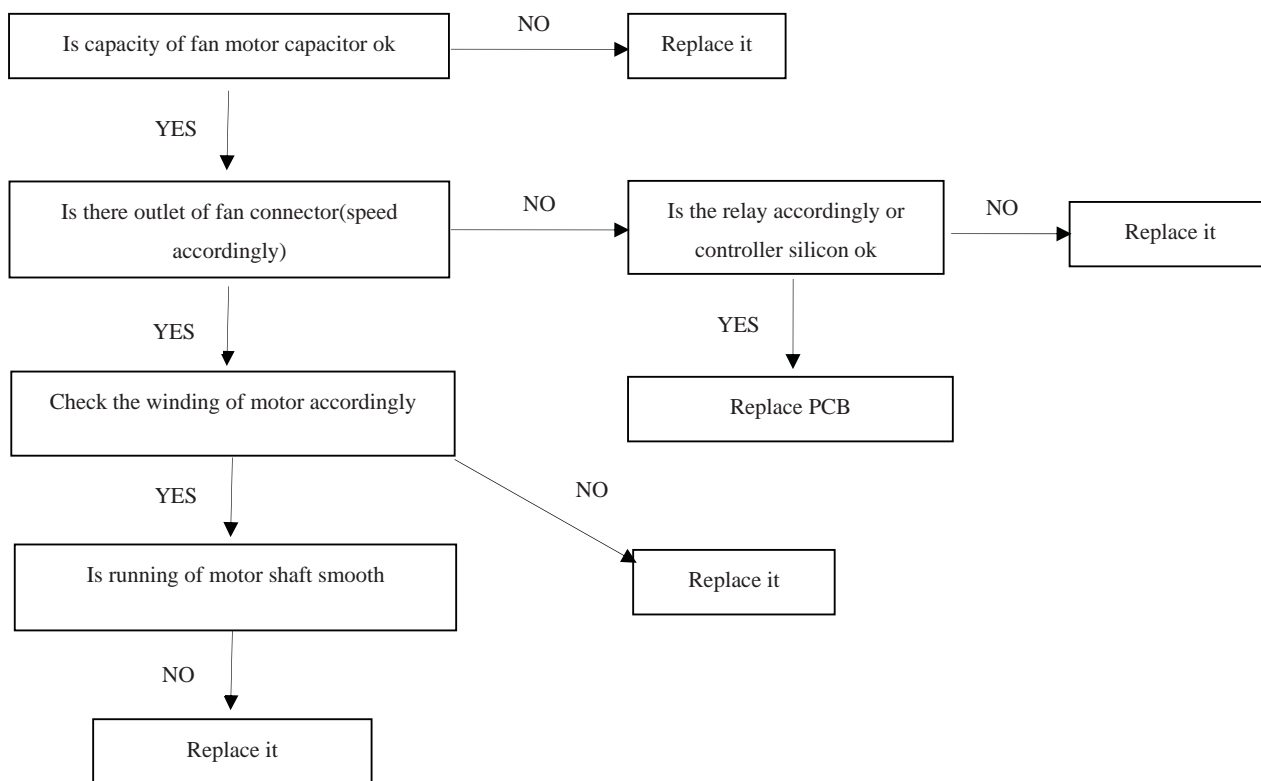 Is capacity of fan motor capacitor ok
NO
Replace it
YES
Is there outlet of fan connector(speed
accordingly)
NO
Is the relay accordingly or
controller silicon ok
NO
Replace it
YES
YES
Check the winding of motor accordingly
Replace PCB
YES
NO
Is running of motor shaft smooth
Replace it
NO
Replace it